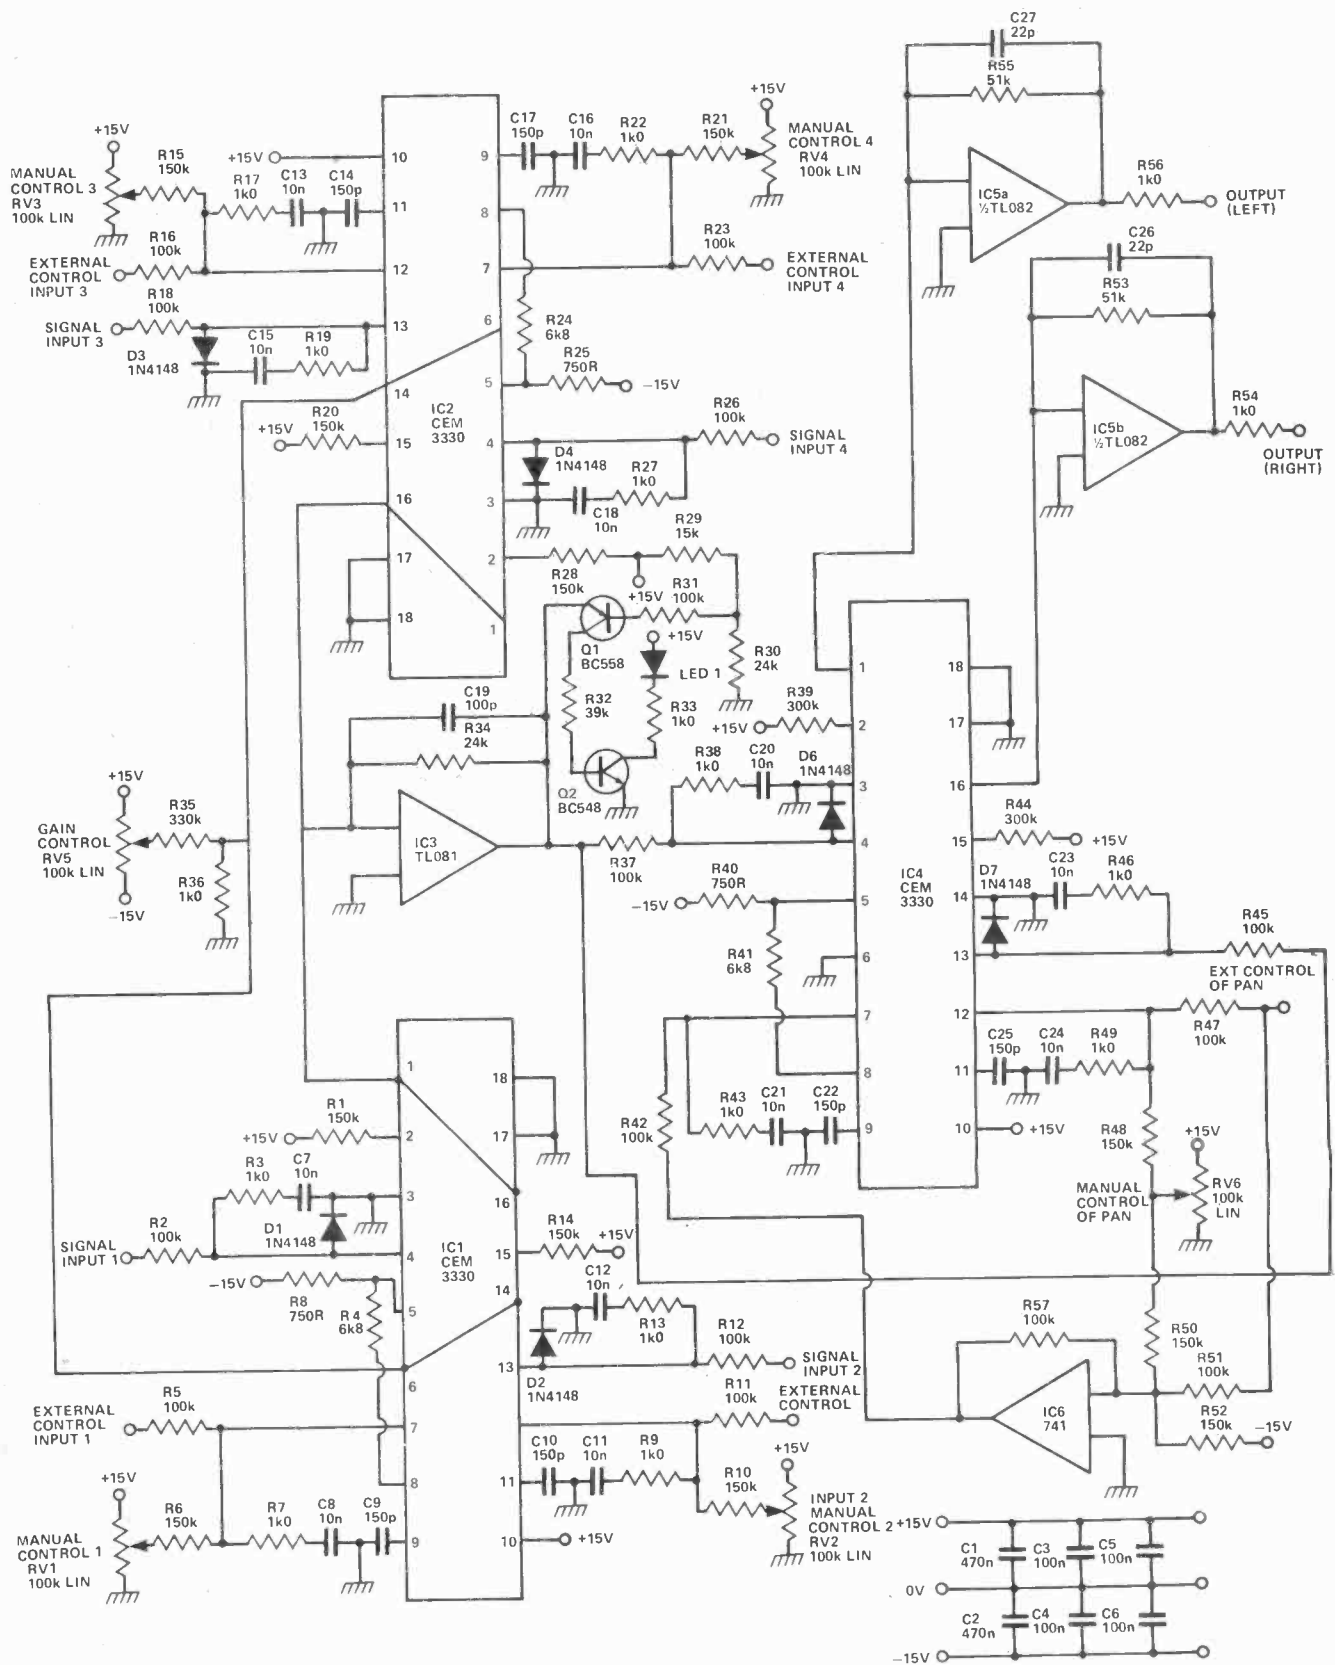 C27
22p
R55
51k
IC5a
½TL082
R56
1k0
OUTPUT
(LEFT)
C26
22p
R53
51k
IC5b
½TL082
R54
1k0
OUTPUT
(RIGHT)
+15V
MANUAL
CONTROL 3
RV3
100k LIN
R15
150k
R16
100k
EXTERNAL
CONTROL
INPUT 3
R17
1k0
C13
10n
C14
150p
+15V
R18
100k
SIGNAL
INPUT 3
D3
1N4148
C15
10n
R19
1k0
R20
150k
+15V
10
11
12
13
14
15
16
17
18
IC2
CEM
3330
9
8
7
6
5
4
3
2
1
C17
150p
C16
10n
R22
1k0
R21
150k
+15V
MANUAL
CONTROL 4
RV4
100k LIN
R23
100k
EXTERNAL
CONTROL
INPUT 4
R24
6k8
R25
750R
−15V
R26
100k
SIGNAL
INPUT 4
D4
1N4148
R27
1k0
C18
10n
R28
150k
R29
15k
+15V
R31
100k
R30
24k
Q1
BC558
+15V
LED 1
R32
39k
R33
1k0
Q2
BC548
C19
100p
R34
24k
IC3
TL081
+15V
GAIN
CONTROL
RV5
100k LIN
−15V
R35
330k
R36
1k0
R37
100k
R38
1k0
C20
10n
D6
1N4148
R39
300k
+15V
R40
750R
−15V
R41
6k8
R42
100k
R43
1k0
C21
10n
C22
150p
1
2
3
4
5
6
7
8
9
IC4
CEM
3330
18
17
16
15
14
13
12
11
10
R44
300k
+15V
D7
1N4148
C23
10n
R46
1k0
R45
100k
EXT CONTROL
OF PAN
R47
100k
C25
150p
C24
10n
R49
1k0
+15V
R48
150k
MANUAL
CONTROL
OF PAN
+15V
RV6
100k
LIN
R50
150k
R51
100k
R52
150k
−15V
R57
100k
IC6
741
1
2
3
4
5
6
7
8
9
IC1
CEM
3330
18
17
16
15
14
13
11
10
R1
150k
+15V
R3
1k0
C7
10n
R2
100k
SIGNAL
INPUT 1
D1
1N4148
−15V
R8
750R
R4
6k8
R5
100k
EXTERNAL
CONTROL
INPUT 1
+15V
MANUAL
CONTROL 1
RV1
100k LIN
R6
150k
R7
1k0
C8
10n
C9
150p
R14
150k
+15V
C12
10n
R13
1k0
R12
100k
SIGNAL
INPUT 2
D2
1N4148
R11
100k
EXTERNAL
CONTROL
C10
150p
C11
10n
R9
1k0
R10
150k
+15V
INPUT 2
MANUAL
CONTROL 2
RV2
100k LIN
+15V
+15V
C1
470n
C3
100n
C5
100n
0V
C2
470n
C4
100n
C6
100n
−15V